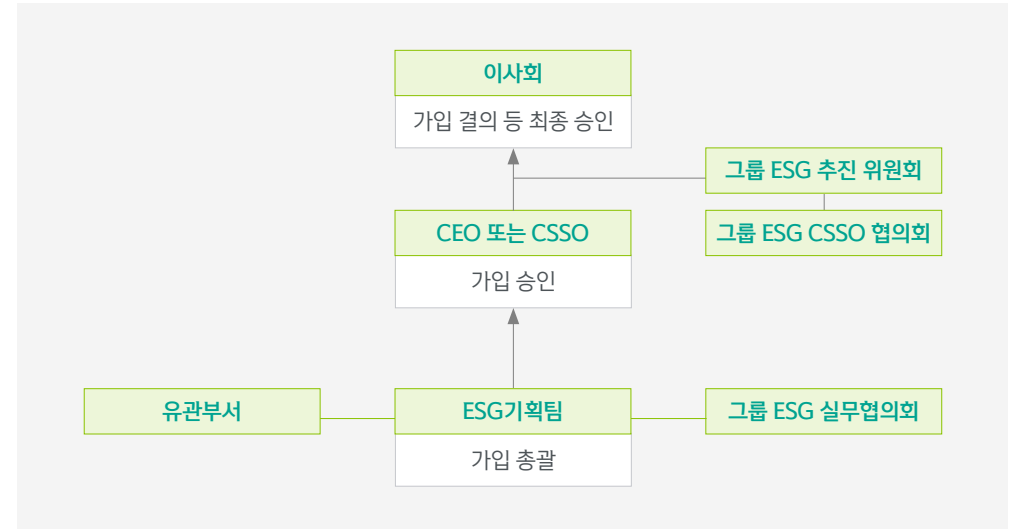 이사회
가입 결의 등 최종 승인
그룹 ESG 추진 위원회
CEO 또는 CSSO
그룹 ESG CSSO 협의회
가입 승인
유관부서
ESG기획팀
그룹 ESG 실무협의회
가입 총괄